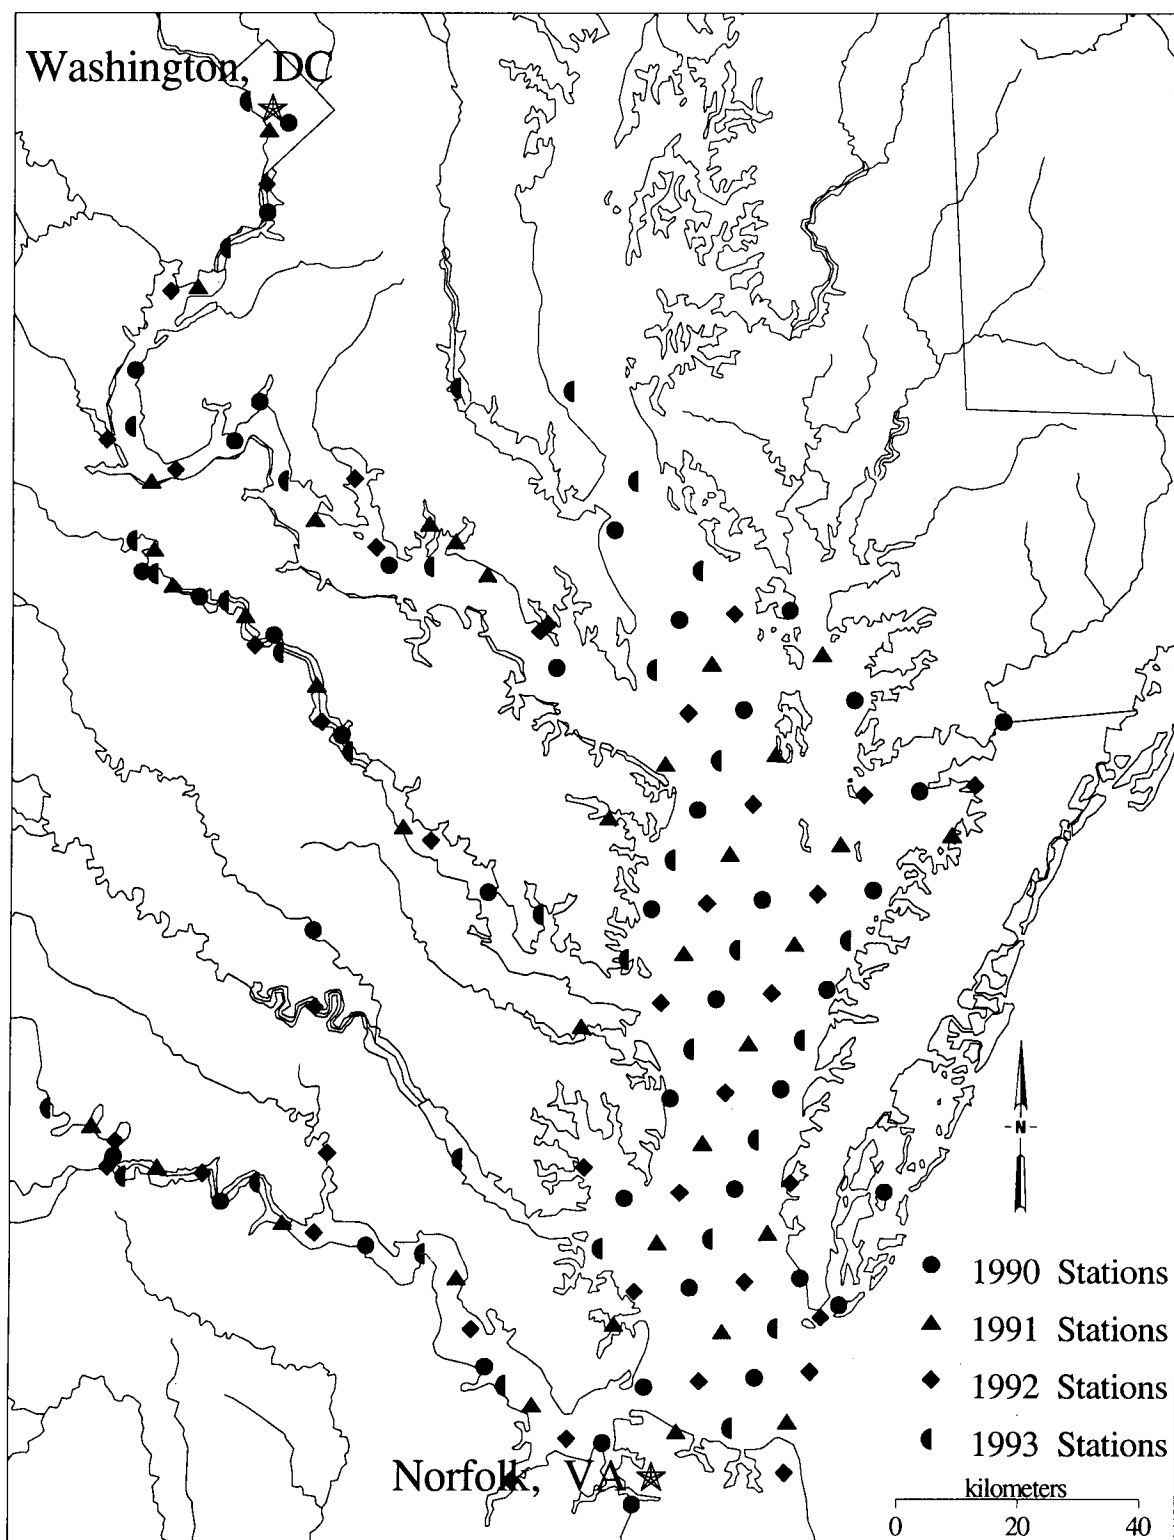 Washington, DC
N
1990 Stations
1991 Stations
1992 Stations
1993 Stations
Norfolk, VA
kilometers
0 20 40